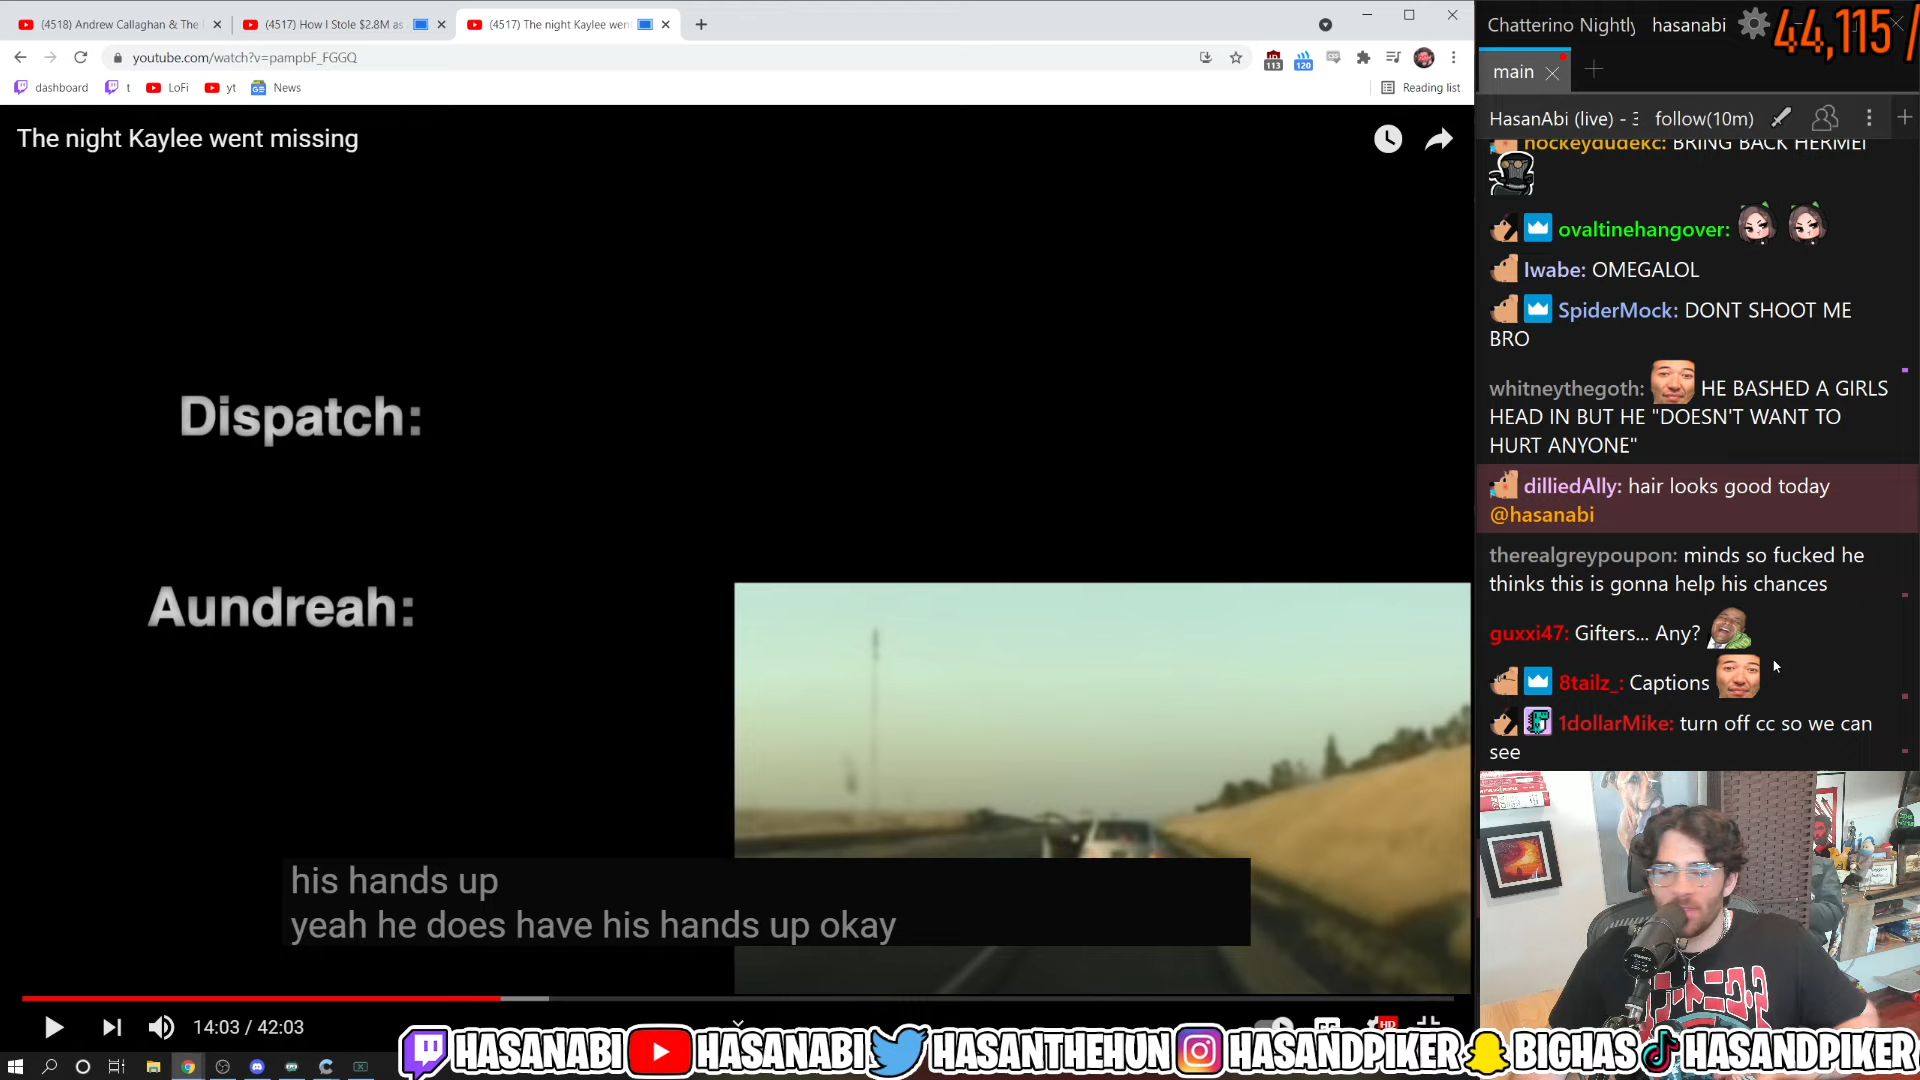 (4518) Andrew Callaghan & The
(4517) How I Stole $2.8M as
(4517) The night Kaylee went
youtube.com/watch?v=pampbF_FGGQ
113
120
dashboard
t
LoFi
yt
News
Reading list
The night Kaylee went missing
Dispatch:
Aundreah:
his hands up
yeah he does have his hands up okay
14:03 / 42:03
HD
Chatterino Nightly
hasanabi
44,115 /
main
HasanAbi (live) - 3
follow(10m)
hockeydudekc: BRING BACK HERMEI
ovaltinehangover:
lwabe: OMEGALOL
SpiderMock: DONT SHOOT ME
BRO
whitneythegoth: HE BASHED A GIRLS
HEAD IN BUT HE "DOESN'T WANT TO
HURT ANYONE"
dilliedAlly: hair looks good today
@hasanabi
therealgreypoupon: minds so fucked he
thinks this is gonna help his chances
guxxi47: Gifters... Any?
8tailz_: Captions
1dollarMike: turn off cc so we can
see
HASANABI
HASANABI
HASANTHEHUN
HASANDPIKER
BIGHAS
HASANDPIKER